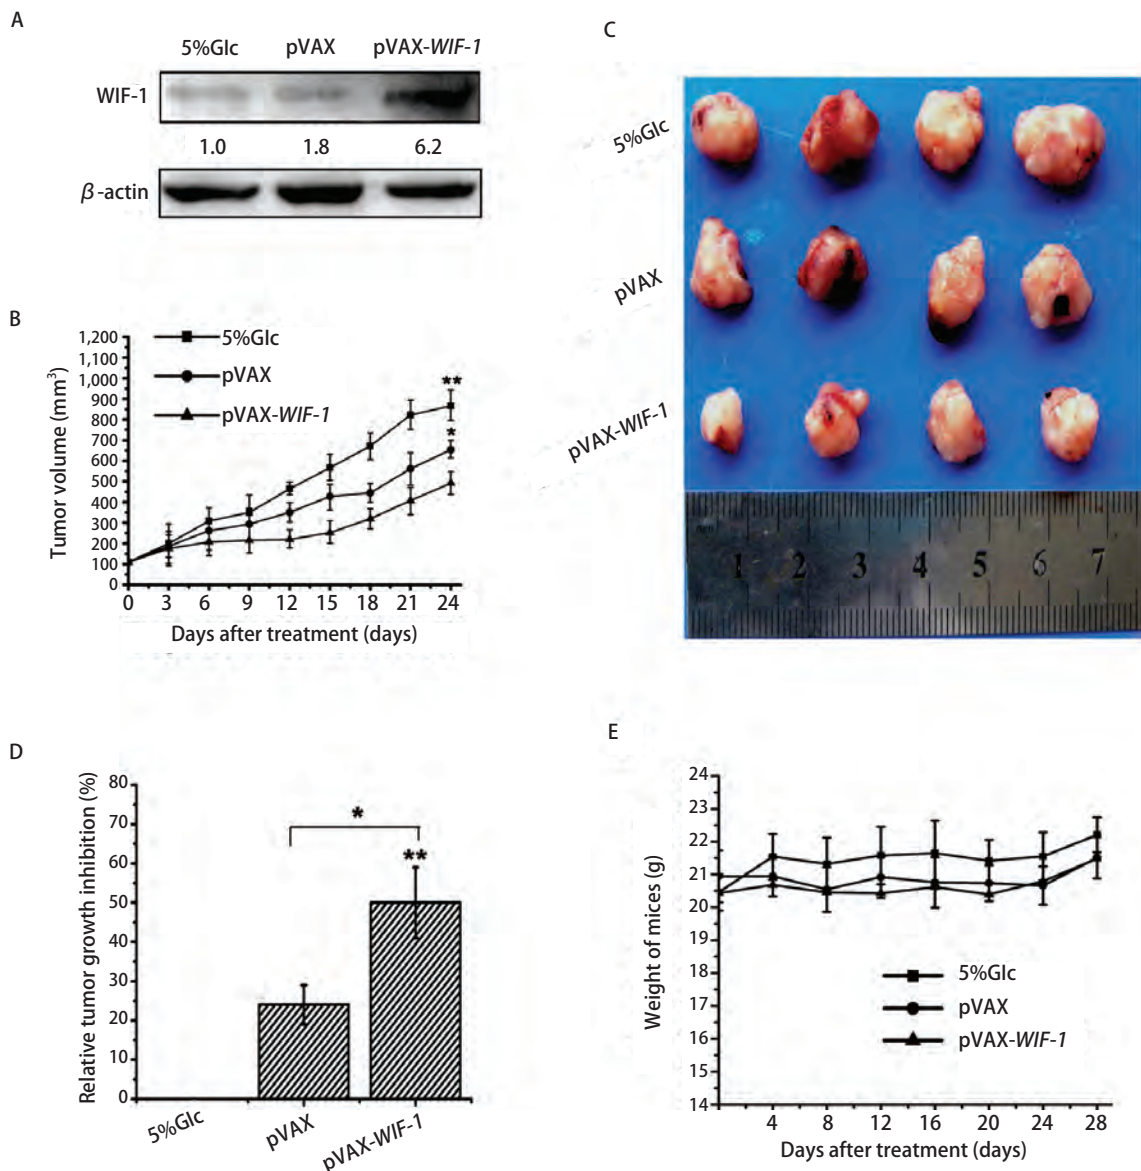 A
5%Glc pVAX pVAX-WIF-1
WIF-1
1.0 1.8 6.2
β-actin
B
5%Glc
pVAX
pVAX-WIF-1
Tumor volume (mm³)
1,200
1,100
1,000
900
800
700
600
500
400
300
200
100
0
**
*
0 3 6 9 12 15 18 21 24
Days after treatment (days)
C
5%Glc
pVAX
pVAX-WIF-1
1 2 3 4 5 6 7
D
Relative tumor growth inhibition (%)
80
70
60
50
40
30
20
10
0
*
**
5%Glc pVAX pVAX-WIF-1
E
Weight of mices (g)
24
23
22
21
20
19
18
17
16
15
14
5%Glc
pVAX
pVAX-WIF-1
4 8 12 16 20 24 28
Days after treatment (days)